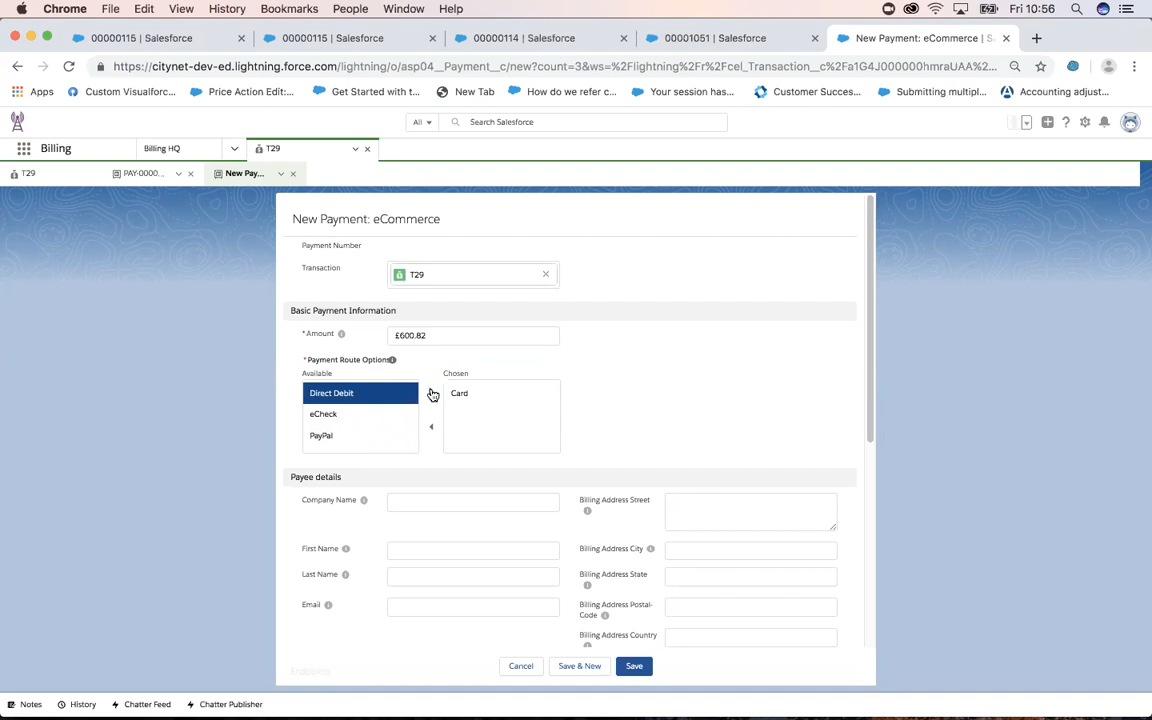 Chrome File Edit View History Bookmarks People Window Help Fri 10:56
00000115 | Salesforce 00000115 | Salesforce 00000114 | Salesforce 00001051 | Salesforce New Payment: eCommerce | S
https://citynet-dev-ed.lightning.force.com/lightning/o/asp04__Payment__c/new?count=3&ws=%2Flightning%2Fr%2Fcel_Transaction__c%2Fa1G4J000000hmraUAA%2...
Apps Custom Visualforc... Price Action Edit:... Get Started with t... New Tab How do we refer c... Your session has... Customer Succes... Submitting multipl... Accounting adjust...
All Search Salesforce
Billing Billing HQ T29
T29 PAY-0000... New Pay...
New Payment: eCommerce
Payment Number
Transaction T29
Basic Payment Information
*Amount £600.82
*Payment Route Options
Available Chosen
Direct Debit Card
eCheck
PayPal
Payee details
Company Name Billing Address Street
First Name Billing Address City
Last Name Billing Address State
Email Billing Address Postal-
Code
Billing Address Country
Endpoints
Cancel Save & New Save
Notes History Chatter Feed Chatter Publisher